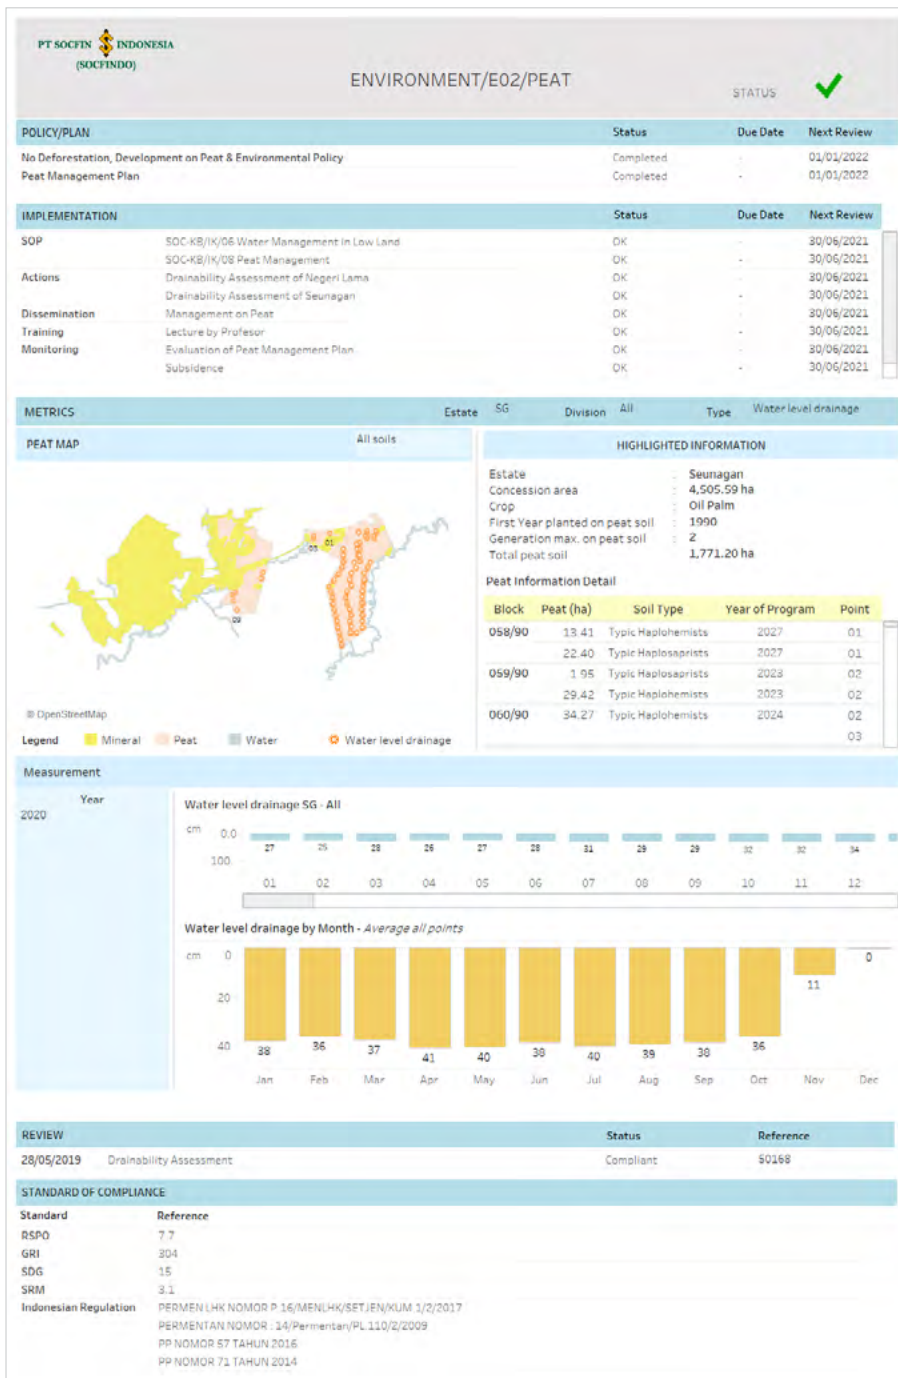 PT SOCFIN INDONESIA
(SOCFINDO)
ENVIRONMENT/E02/PEAT
STATUS
POLICY/PLAN Status Due Date Next Review
No Deforestation, Development on Peat & Environmental Policy Completed - 01/01/2022
Peat Management Plan Completed - 01/01/2022
IMPLEMENTATION Status Due Date Next Review
SOP SOC-KB/IK/06 Water Management In Low Land OK - 30/06/2021
SOC-KB/IK/08 Peat Management OK - 30/06/2021
Actions Drainability Assessment of Negeri Lama OK - 30/06/2021
Drainability Assessment of Seunagan OK - 30/06/2021
Dissemination Management on Peat OK - 30/06/2021
Training Lecture by Profesor OK - 30/06/2021
Monitoring Evaluation of Peat Management Plan OK - 30/06/2021
Subsidence OK - 30/06/2021
METRICS Estate SG Division All Type Water level drainage
PEAT MAP All soils
03 01
09
© OpenStreetMap
Legend Mineral Peat Water Water level drainage
HIGHLIGHTED INFORMATION
Estate : Seunagan
Concession area : 4,505.59 ha
Crop : Oil Palm
First Year planted on peat soil : 1990
Generation max. on peat soil : 2
Total peat soil : 1,771.20 ha
Peat Information Detail
Block Peat (ha) Soil Type Year of Program Point
058/90 13.41 Typic Haplohemists 2027 01
22.40 Typic Haplosaprists 2027 01
059/90 1.95 Typic Haplosaprists 2023 02
29.42 Typic Haplohemists 2023 02
060/90 34.27 Typic Haplohemists 2024 02
03
Measurement
Year
2020
Water level drainage SG - All
cm 0.0
27 25 28 26 27 28 31 29 29 32 32 34
100.
01 02 03 04 05 06 07 08 09 10 11 12
Water level drainage by Month - Average all points
cm 0
20
40
38 36 37 41 40 38 40 39 38 36 11 0
Jan Feb Mar Apr May Jun Jul Aug Sep Oct Nov Dec
REVIEW Status Reference
28/05/2019 Drainability Assessment Compliant 50168
STANDARD OF COMPLIANCE
Standard Reference
RSPO 7.7
GRI 304
SDG 15
SRM 3.1
Indonesian Regulation PERMEN LHK NOMOR P 16/MENLHK/SETJEN/KUM 1/2/2017
PERMENTAN NOMOR : 14/Permentan/PL 110/2/2009
PP NOMOR 57 TAHUN 2016
PP NOMOR 71 TAHUN 2014